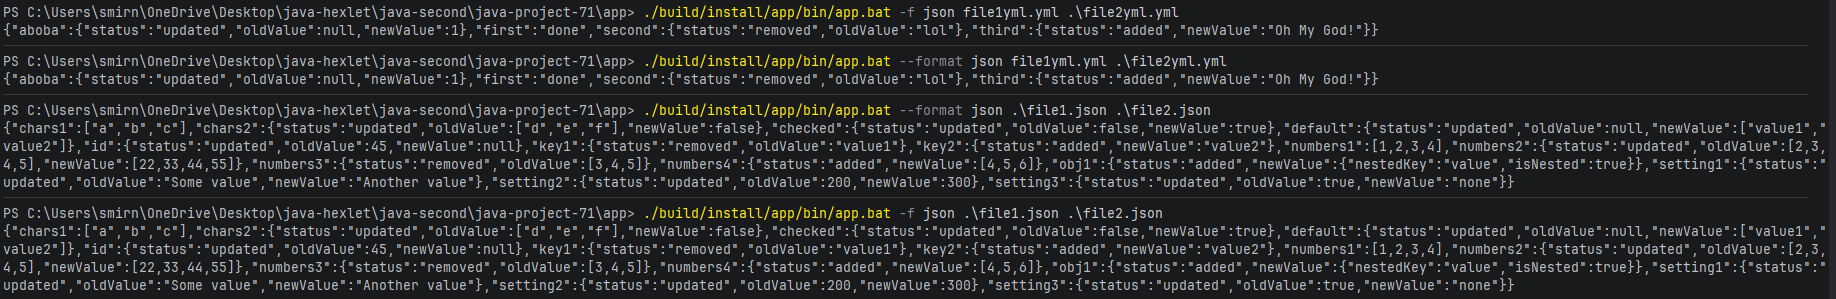 PS C:\Users\smirn\OneDrive\Desktop\java-hexlet\java-second\java-project-71\app> ./build/install/app/bin/app.bat -f json file1yml.yml .\file2yml.yml
{"aboba":{"status":"updated","oldValue":null,"newValue":1},"first":"done","second":{"status":"removed","oldValue":"lol"},"third":{"status":"added","newValue":"Oh My God!"}}
PS C:\Users\smirn\OneDrive\Desktop\java-hexlet\java-second\java-project-71\app> ./build/install/app/bin/app.bat --format json file1yml.yml .\file2yml.yml
{"aboba":{"status":"updated","oldValue":null,"newValue":1},"first":"done","second":{"status":"removed","oldValue":"lol"},"third":{"status":"added","newValue":"Oh My God!"}}
PS C:\Users\smirn\OneDrive\Desktop\java-hexlet\java-second\java-project-71\app> ./build/install/app/bin/app.bat --format json .\file1.json .\file2.json
{"chars1":["a","b","c"],"chars2":{"status":"updated","oldValue":["d","e","f"],"newValue":false},"checked":{"status":"updated","oldValue":false,"newValue":true},"default":{"status":"updated","oldValue":null,"newValue":["value1","
value2"]},"id":{"status":"updated","oldValue":45,"newValue":null},"key1":{"status":"removed","oldValue":"value1"},"key2":{"status":"added","newValue":"value2"},"numbers1":[1,2,3,4],"numbers2":{"status":"updated","oldValue":[2,3,
4,5],"newValue":[22,33,44,55]},"numbers3":{"status":"removed","oldValue":[3,4,5]},"numbers4":{"status":"added","newValue":[4,5,6]},"obj1":{"status":"added","newValue":{"nestedKey":"value","isNested":true}},"setting1":{"status":"
updated","oldValue":"Some value","newValue":"Another value"},"setting2":{"status":"updated","oldValue":200,"newValue":300},"setting3":{"status":"updated","oldValue":true,"newValue":"none"}}
PS C:\Users\smirn\OneDrive\Desktop\java-hexlet\java-second\java-project-71\app> ./build/install/app/bin/app.bat -f json .\file1.json .\file2.json
{"chars1":["a","b","c"],"chars2":{"status":"updated","oldValue":["d","e","f"],"newValue":false},"checked":{"status":"updated","oldValue":false,"newValue":true},"default":{"status":"updated","oldValue":null,"newValue":["value1","
value2"]},"id":{"status":"updated","oldValue":45,"newValue":null},"key1":{"status":"removed","oldValue":"value1"},"key2":{"status":"added","newValue":"value2"},"numbers1":[1,2,3,4],"numbers2":{"status":"updated","oldValue":[2,3,
4,5],"newValue":[22,33,44,55]},"numbers3":{"status":"removed","oldValue":[3,4,5]},"numbers4":{"status":"added","newValue":[4,5,6]},"obj1":{"status":"added","newValue":{"nestedKey":"value","isNested":true}},"setting1":{"status":"
updated","oldValue":"Some value","newValue":"Another value"},"setting2":{"status":"updated","oldValue":200,"newValue":300},"setting3":{"status":"updated","oldValue":true,"newValue":"none"}}